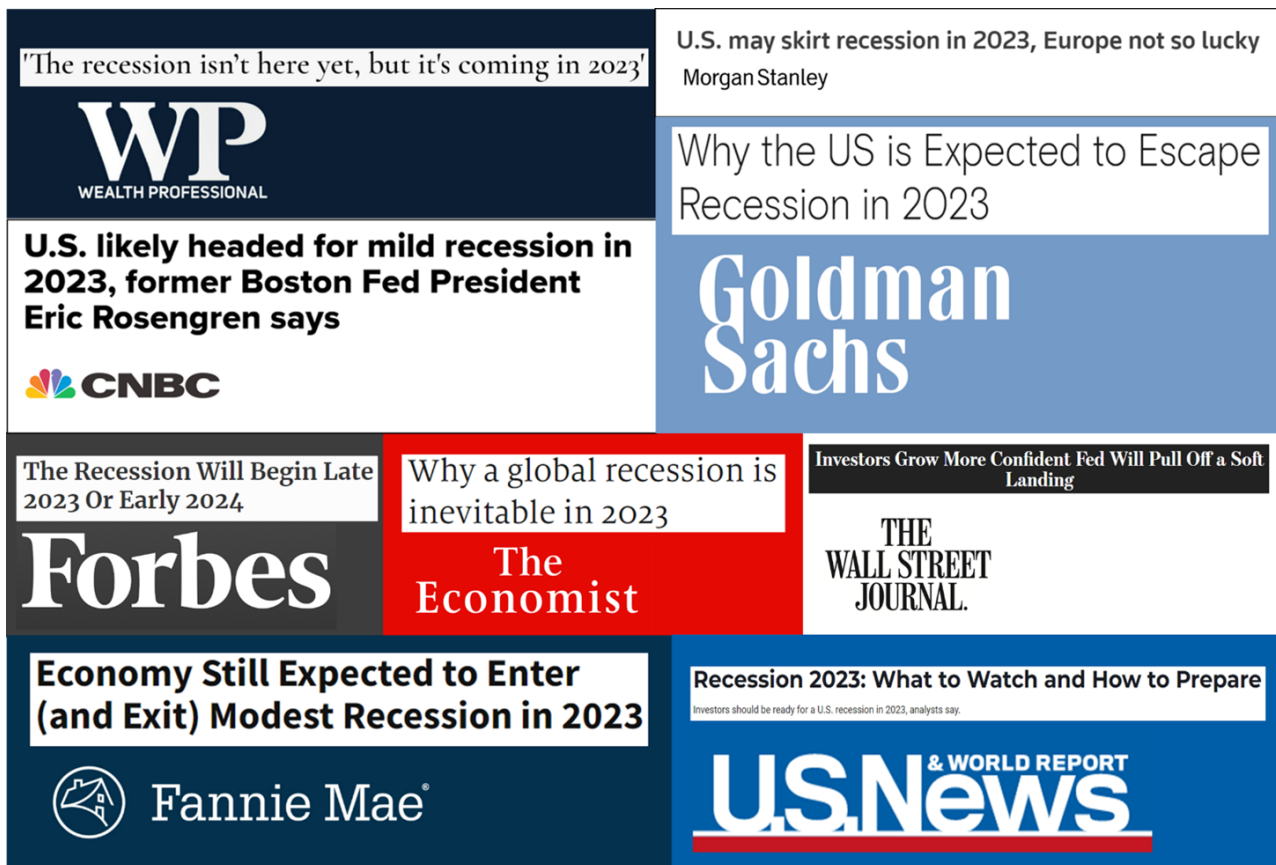 'The recession isn’t here yet, but it's coming in 2023'
WP
WEALTH PROFESSIONAL
U.S. may skirt recession in 2023, Europe not so lucky
Morgan Stanley
Why the US is Expected to Escape
Recession in 2023
Goldman
Sachs
U.S. likely headed for mild recession in
2023, former Boston Fed President
Eric Rosengren says
CNBC
The Recession Will Begin Late
2023 Or Early 2024
Forbes
Why a global recession is
inevitable in 2023
The
Economist
Investors Grow More Confident Fed Will Pull Off a Soft
Landing
THE
WALL STREET
JOURNAL.
Economy Still Expected to Enter
(and Exit) Modest Recession in 2023
Fannie Mae®
Recession 2023: What to Watch and How to Prepare
Investors should be ready for a U.S. recession in 2023, analysts say.
U.S.News
& WORLD REPORT